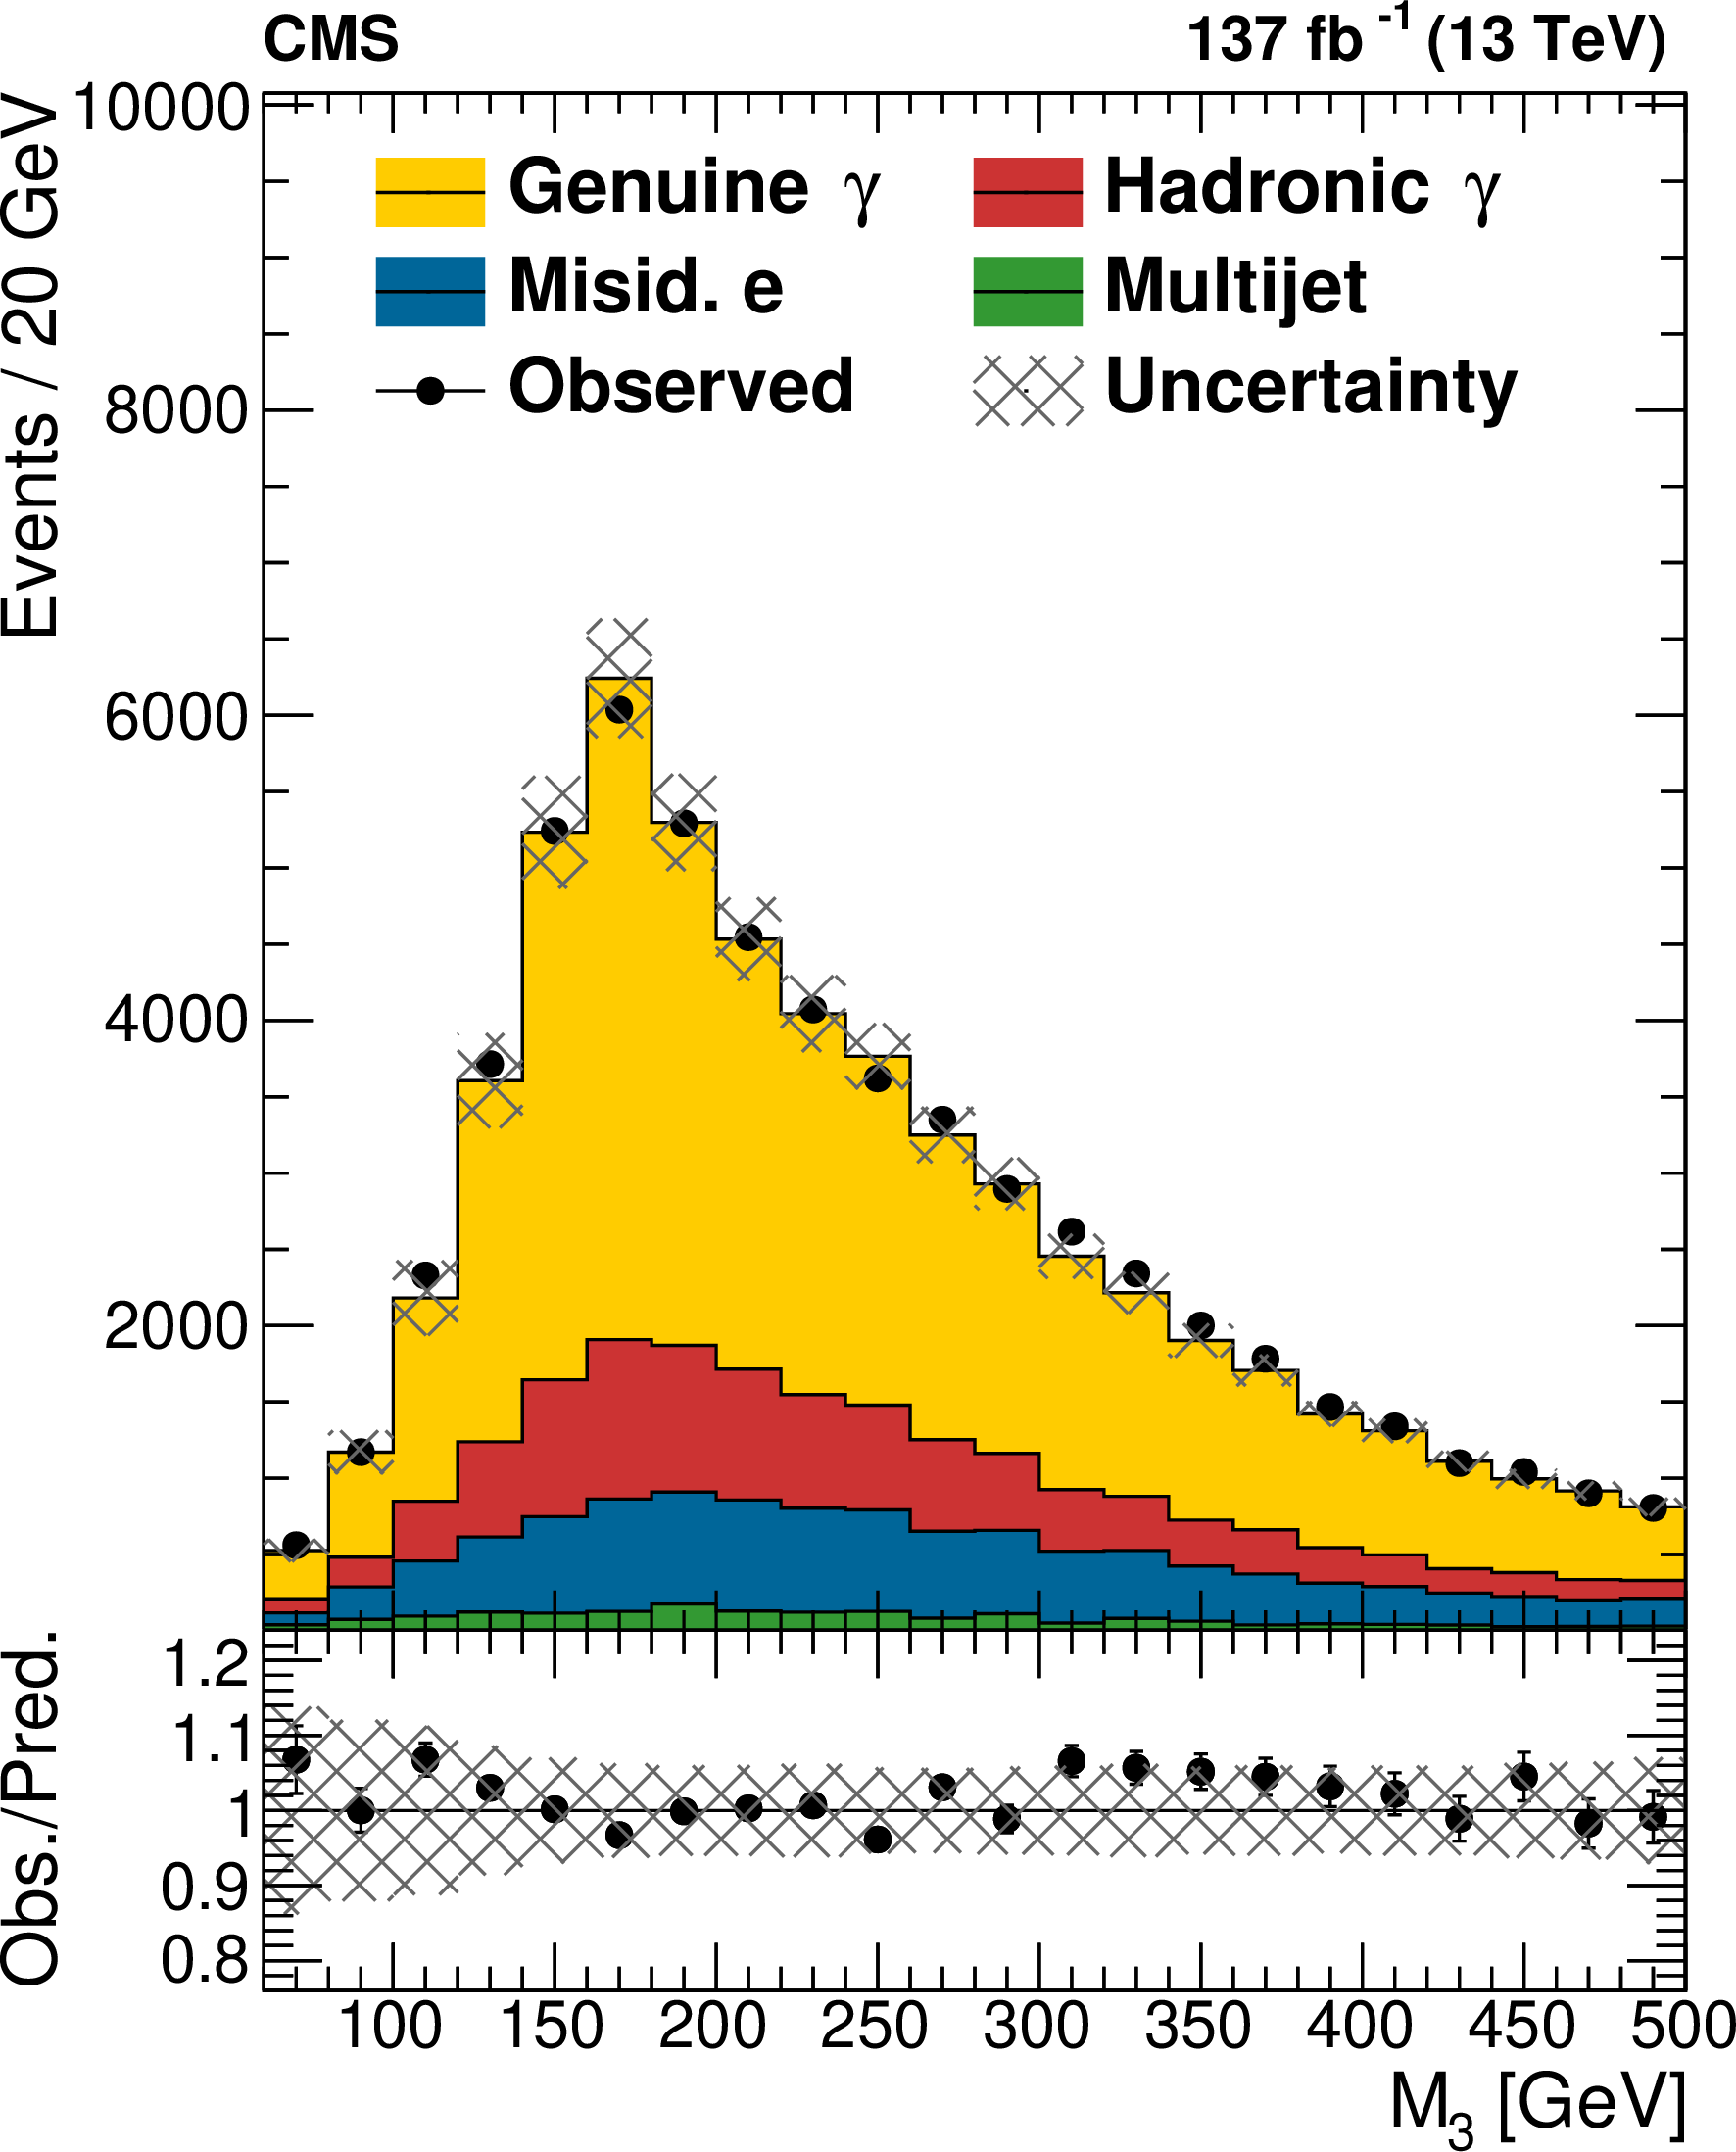 CMS 137 fb⁻¹ (13 TeV)
Events / 20 GeV
10000
8000
6000
4000
2000
Genuine γ Hadronic γ
Misid. e Multijet
Observed Uncertainty
Obs./Pred.
1.2
1.1
1
0.9
0.8
100 150 200 250 300 350 400 450 500
M₃ [GeV]